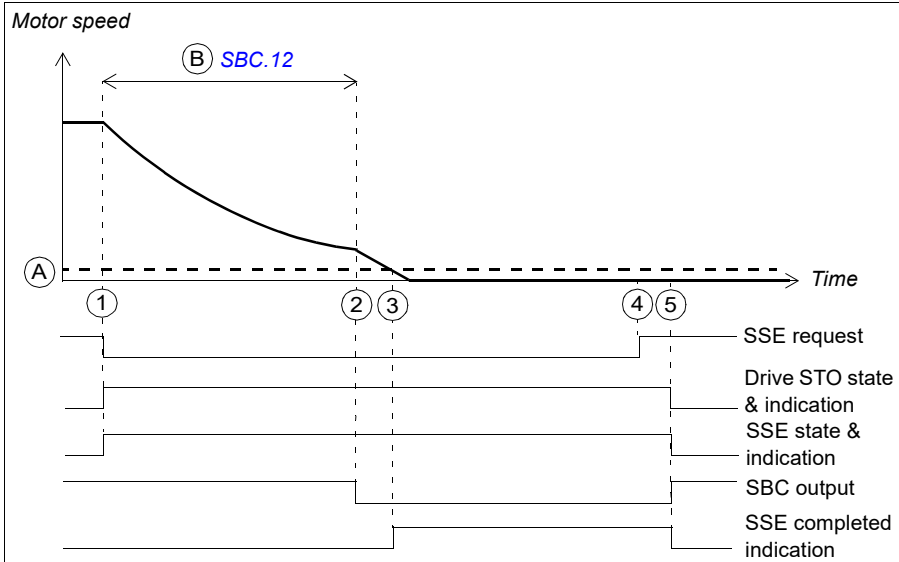 Motor speed
B SBC.12
A
Time
1 2 3 4 5
SSE request
Drive STO state
& indication
SSE state &
indication
SBC output
SSE completed
indication